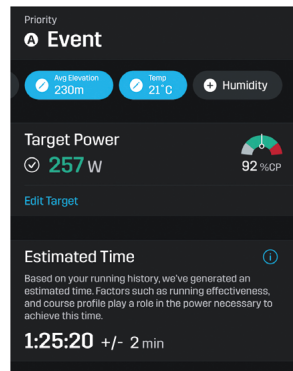 Priority
A Event
Avg Elevation
230m
Temp
21°C
+ Humidity
Target Power
257 W
92 %CP
Edit Target
Estimated Time
i
Based on your running history, we've generated an
estimated time. Factors such as running effectiveness,
and course profile play a role in the power necessary to
achieve this time.
1:25:20 +/- 2 min